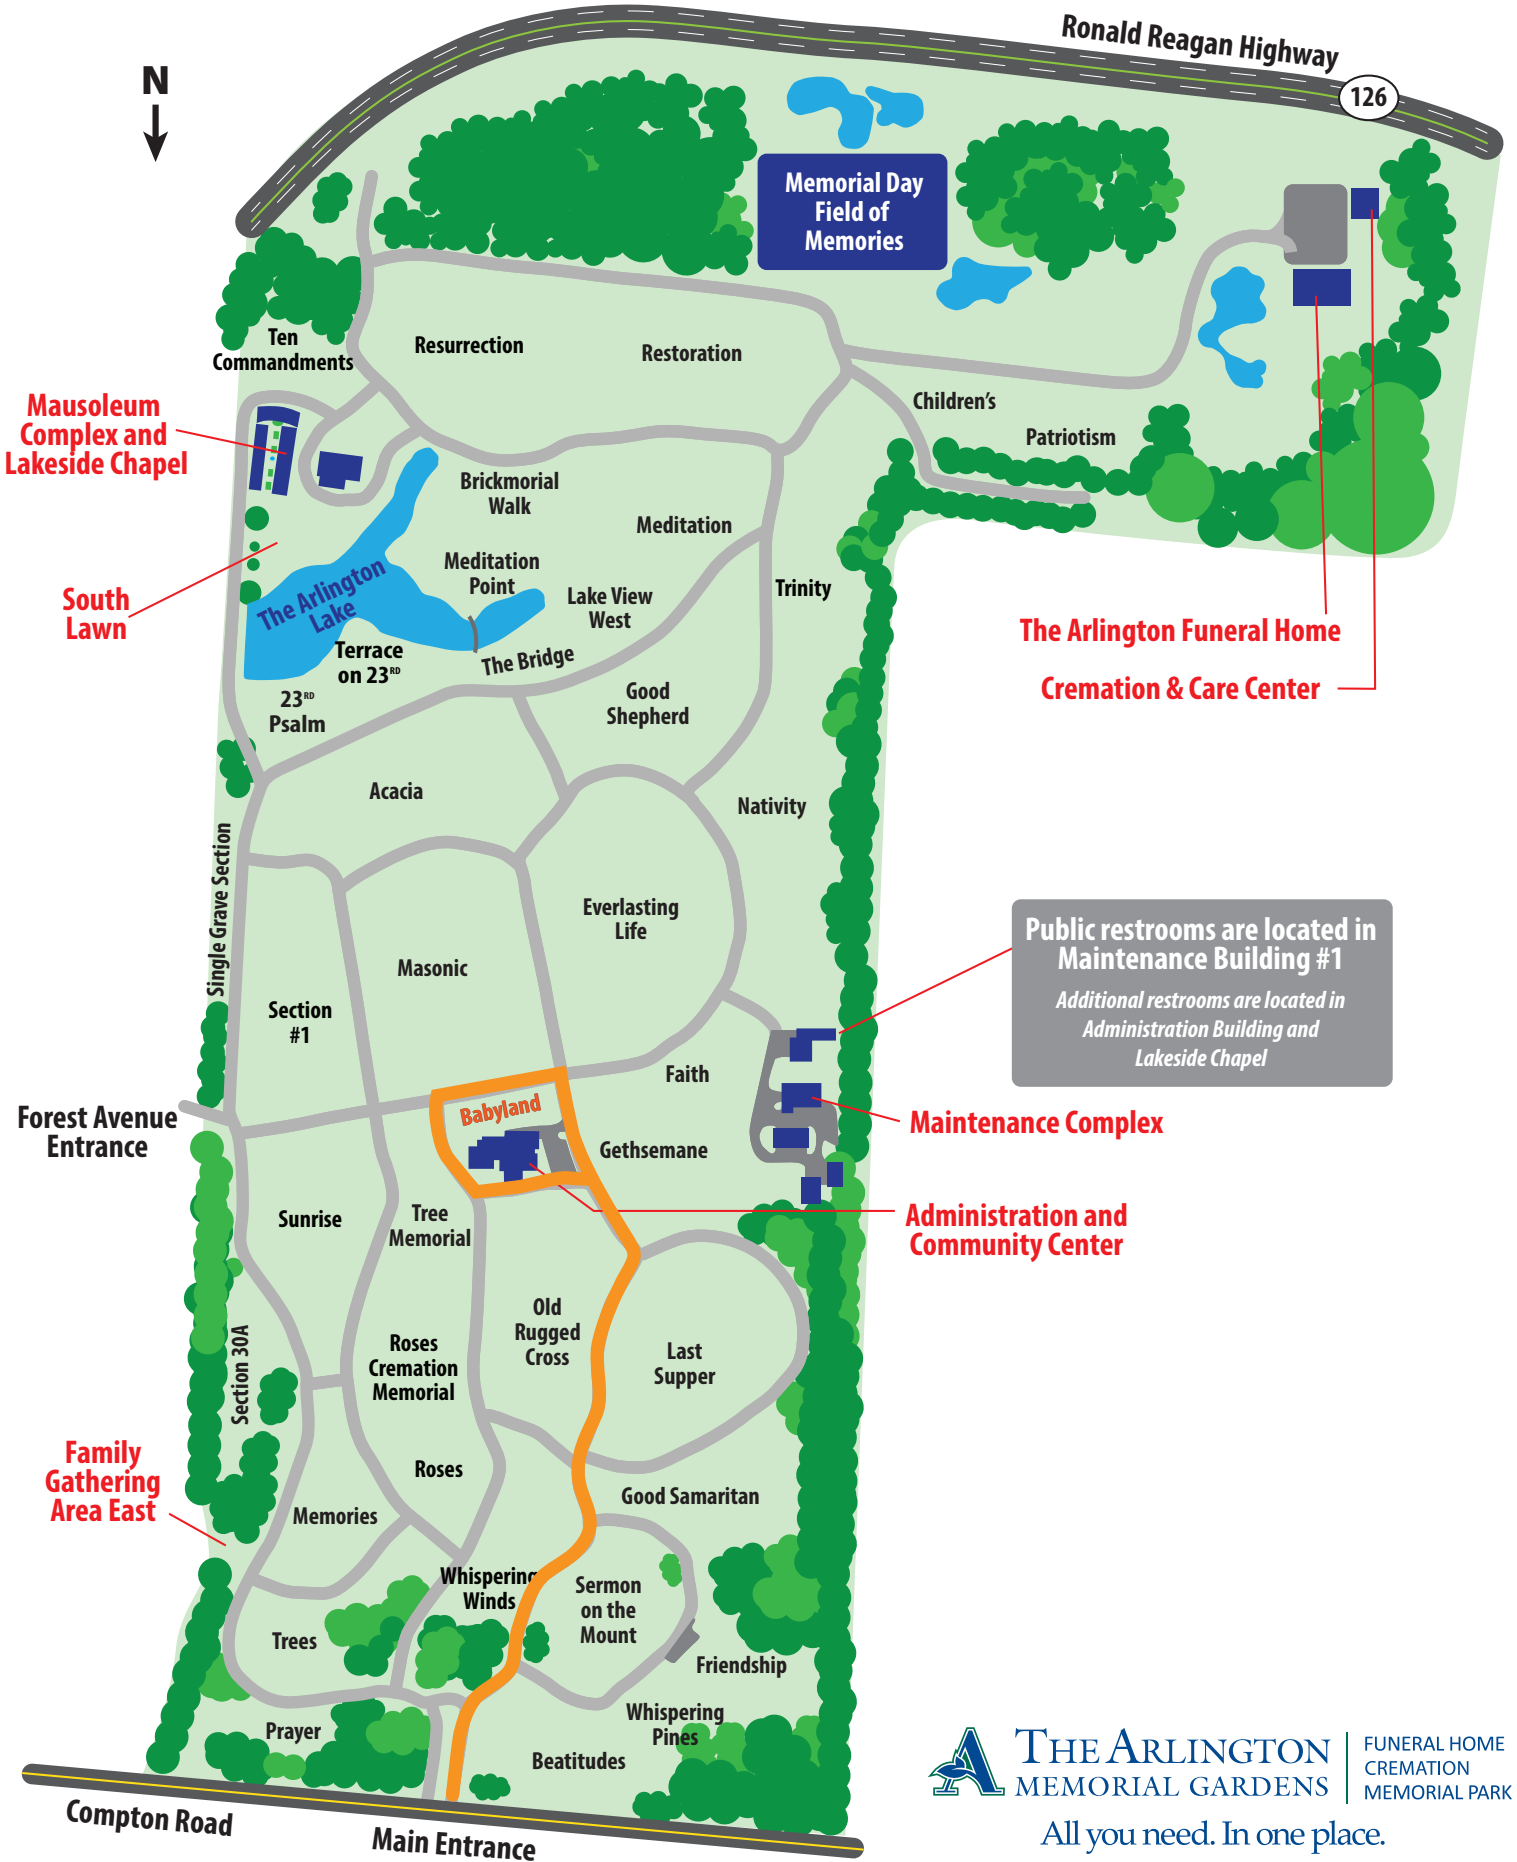 Ronald Reagan Highway
126
N
Memorial Day
Field of
Memories
Ten
Commandments
Resurrection
Restoration
Children's
Patriotism
Mausoleum
Complex and
Lakeside Chapel
Brickmorial
Walk
Meditation
Meditation
Point
The Arlington
Lake
South
Lawn
Lake View
West
Trinity
The Arlington Funeral Home
Cremation & Care Center
Terrace
on 23RD
The Bridge
23RD
Psalm
Good
Shepherd
Acacia
Nativity
Single Grave Section
Everlasting
Life
Masonic
Section
#1
Public restrooms are located in
Maintenance Building #1
Additional restrooms are located in
Administration Building and
Lakeside Chapel
Faith
Babyland
Maintenance Complex
Forest Avenue
Entrance
Gethsemane
Sunrise
Tree
Memorial
Administration and
Community Center
Old
Rugged
Cross
Roses
Cremation
Memorial
Last
Supper
Section 30A
Family
Gathering
Area East
Roses
Memories
Good Samaritan
Whispering
Winds
Sermon
on the
Mount
Trees
Friendship
Whispering
Pines
Prayer
Beatitudes
Compton Road
Main Entrance
A
THE ARLINGTON
MEMORIAL GARDENS
FUNERAL HOME
CREMATION
MEMORIAL PARK
All you need. In one place.